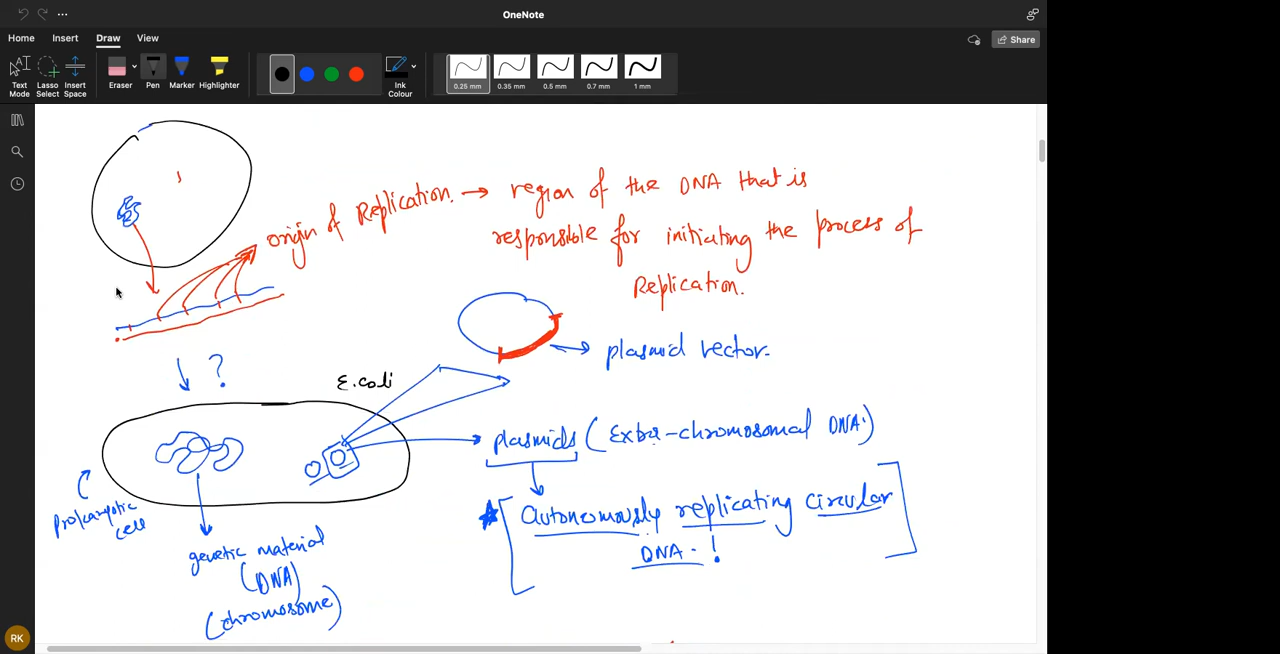 OneNote
Home Insert Draw View
Share
Text Mode
Lasso Select
Insert Space
Eraser
Pen
Marker
Highlighter
Ink Colour
0.25 mm
0.35 mm
0.5 mm
0.7 mm
1 mm
origin of Replication. → region of the DNA that is
responsible for initiating the process of
Replication.
→ plasmid vector.
?
E.coli
plasmids (Extra-chromosomal DNA)
prokaryotic
cell
[Autonomously replicating circular
DNA !]
genetic material
(DNA)
(chromosome)
RK